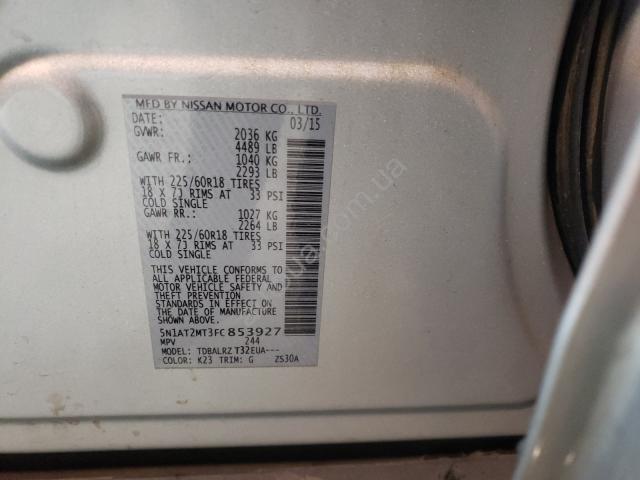 MFD BY NISSAN MOTOR CO., LTD.
DATE: 03/15
GVWR: 2036 KG
4489 LB
GAWR FR.: 1040 KG
2293 LB
WITH 225/60R18 TIRES
18 X 7J RIMS AT 33 PSI
COLD SINGLE
GAWR RR.: 1027 KG
2264 LB
WITH 225/60R18 TIRES
18 X 7J RIMS AT 33 PSI
COLD SINGLE
THIS VEHICLE CONFORMS TO
ALL APPLICABLE FEDERAL
MOTOR VEHICLE SAFETY AND
THEFT PREVENTION
STANDARDS IN EFFECT ON
THE DATE OF MANUFACTURE
SHOWN ABOVE.
5N1AT2MT3FC853927
MPV 244
MODEL: TDBALRZ T32EUA---
COLOR: K23 TRIM: G ZS30A